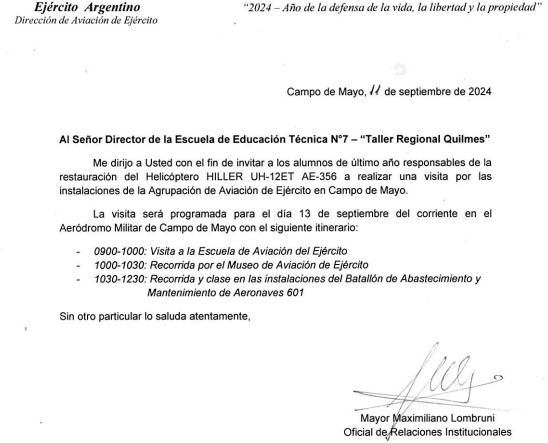 Ejército Argentino
Dirección de Aviación de Ejército
“2024 – Año de la defensa de la vida, la libertad y la propiedad”
Campo de Mayo, 11 de septiembre de 2024
Al Señor Director de la Escuela de Educación Técnica N°7 – “Taller Regional Quilmes”
Me dirijo a Usted con el fin de invitar a los alumnos de último año responsables de la
restauración del Helicóptero HILLER UH-12ET AE-356 a realizar una visita por las
instalaciones de la Agrupación de Aviación de Ejército en Campo de Mayo.
La visita será programada para el día 13 de septiembre del corriente en el
Aeródromo Militar de Campo de Mayo con el siguiente itinerario:
- 0900-1000: Visita a la Escuela de Aviación del Ejército
- 1000-1030: Recorrida por el Museo de Aviación de Ejército
- 1030-1230: Recorrida y clase en las instalaciones del Batallón de Abastecimiento y
Mantenimiento de Aeronaves 601
Sin otro particular lo saluda atentamente,
Mayor Maximiliano Lombruni
Oficial de Relaciones Institucionales